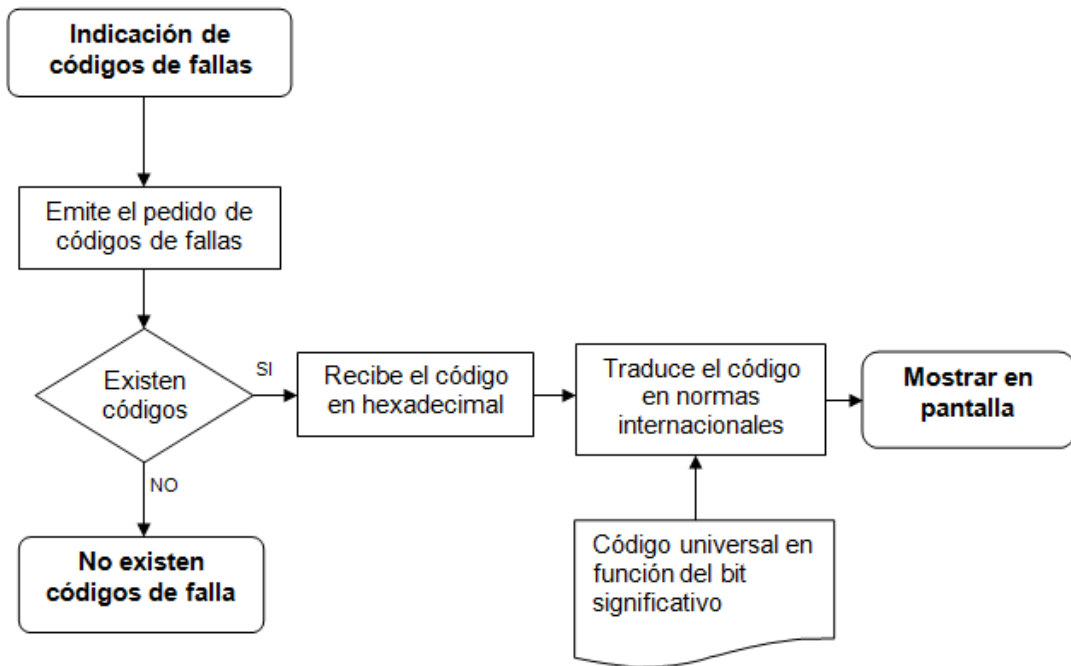 Indicación de
códigos de fallas
Emite el pedido de
códigos de fallas
Existen
códigos
SI
Recibe el código
en hexadecimal
Traduce el código
en normas
internacionales
Mostrar en
pantalla
NO
No existen
códigos de falla
Código universal en
función del bit
significativo